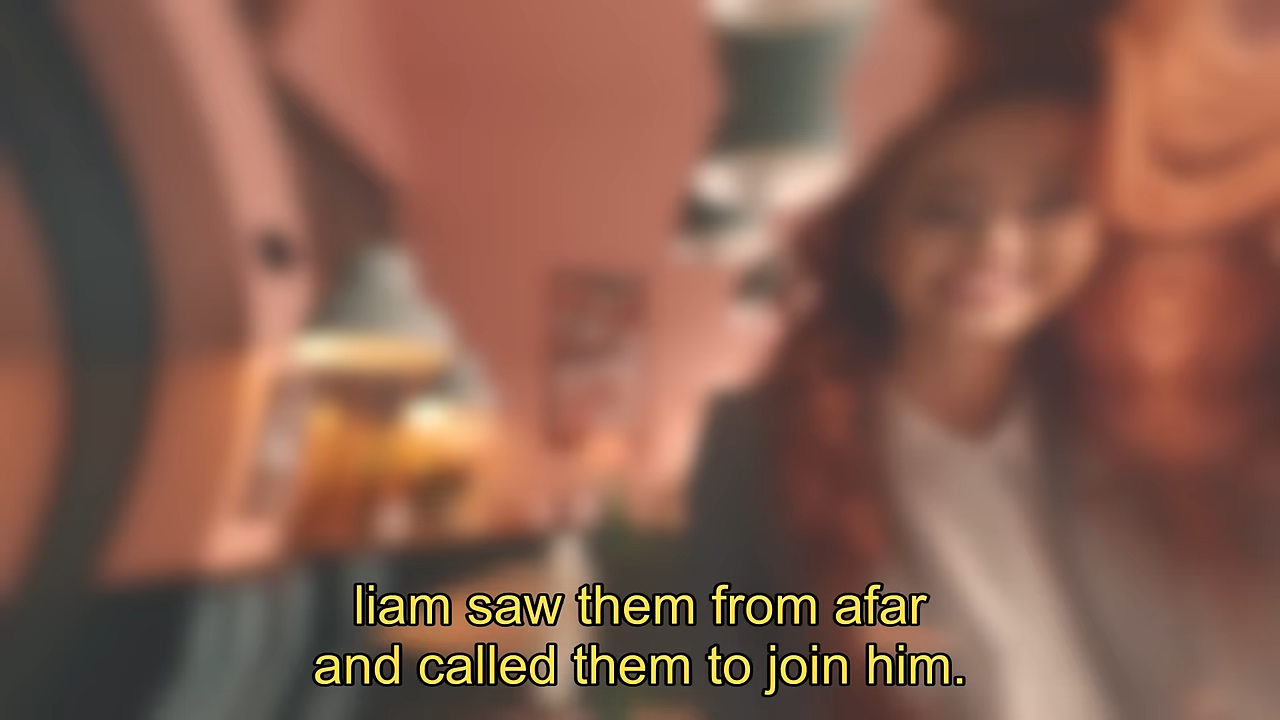 liam saw them from afar
and called them to join him.